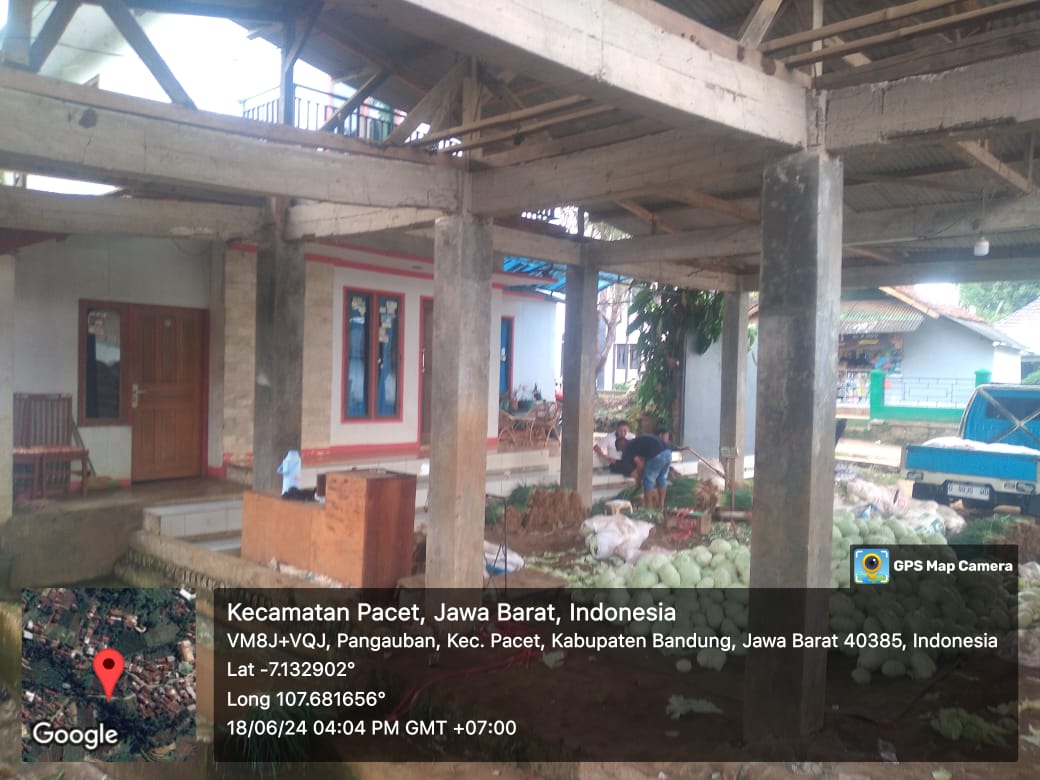 GPS Map Camera
Kecamatan Pacet, Jawa Barat, Indonesia
VM8J+VQJ, Pangauban, Kec. Pacet, Kabupaten Bandung, Jawa Barat 40385, Indonesia
Lat -7.132902°
Long 107.681656°
18/06/24 04:04 PM GMT +07:00
Google